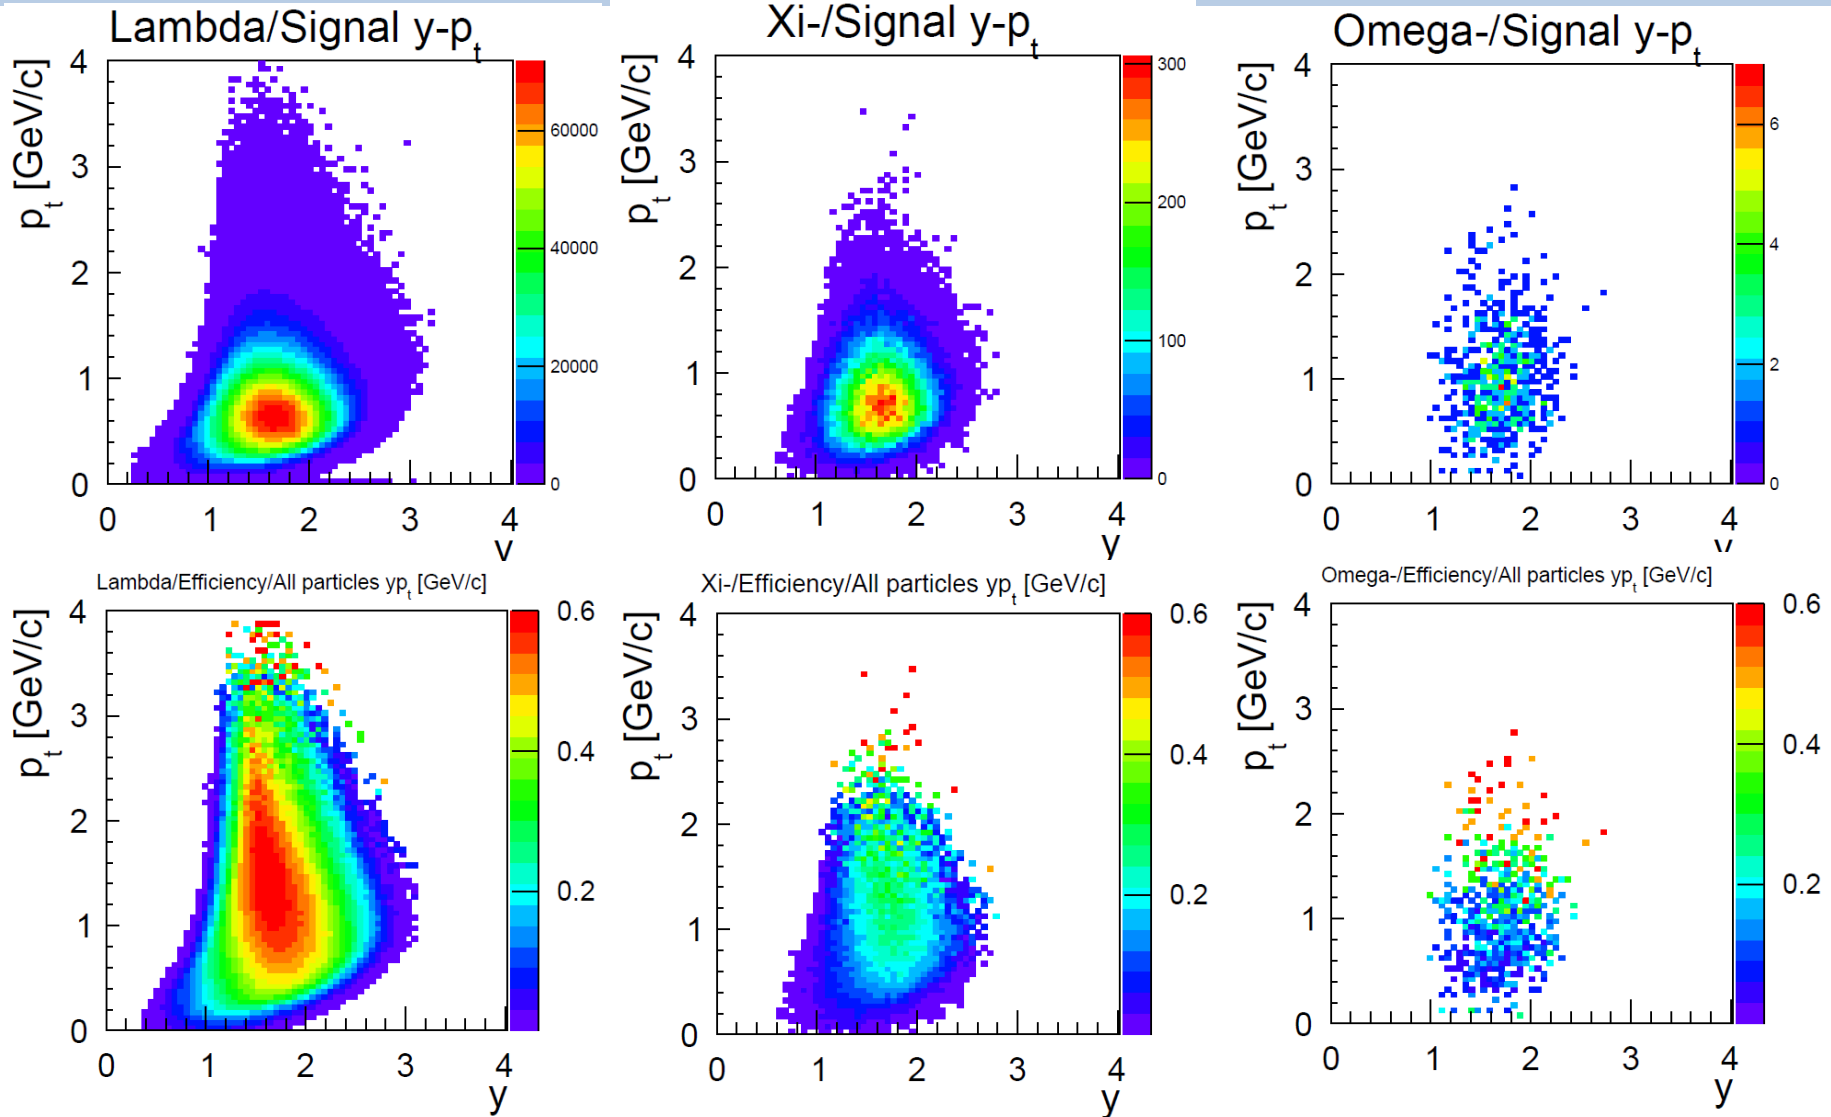 Lambda/Signal y-pt
p t [GeV/c]
4
3
2
1
0
0 1 2 3 4
y
60000
40000
20000
0
Xi-/Signal y-pt
p t [GeV/c]
4
3
2
1
0
0 1 2 3 4
y
300
200
100
0
Omega-/Signal y-pt
p t [GeV/c]
4
3
2
1
0
0 1 2 3 4
y
6
4
2
0
Lambda/Efficiency/All particles ypt [GeV/c]
p t [GeV/c]
4
3
2
1
0
0 1 2 3 4
y
0.6
0.4
0.2
Xi-/Efficiency/All particles ypt [GeV/c]
p t [GeV/c]
4
3
2
1
0
0 1 2 3 4
y
0.6
0.4
0.2
Omega-/Efficiency/All particles ypt [GeV/c]
p t [GeV/c]
4
3
2
1
0
0 1 2 3 4
y
0.6
0.4
0.2